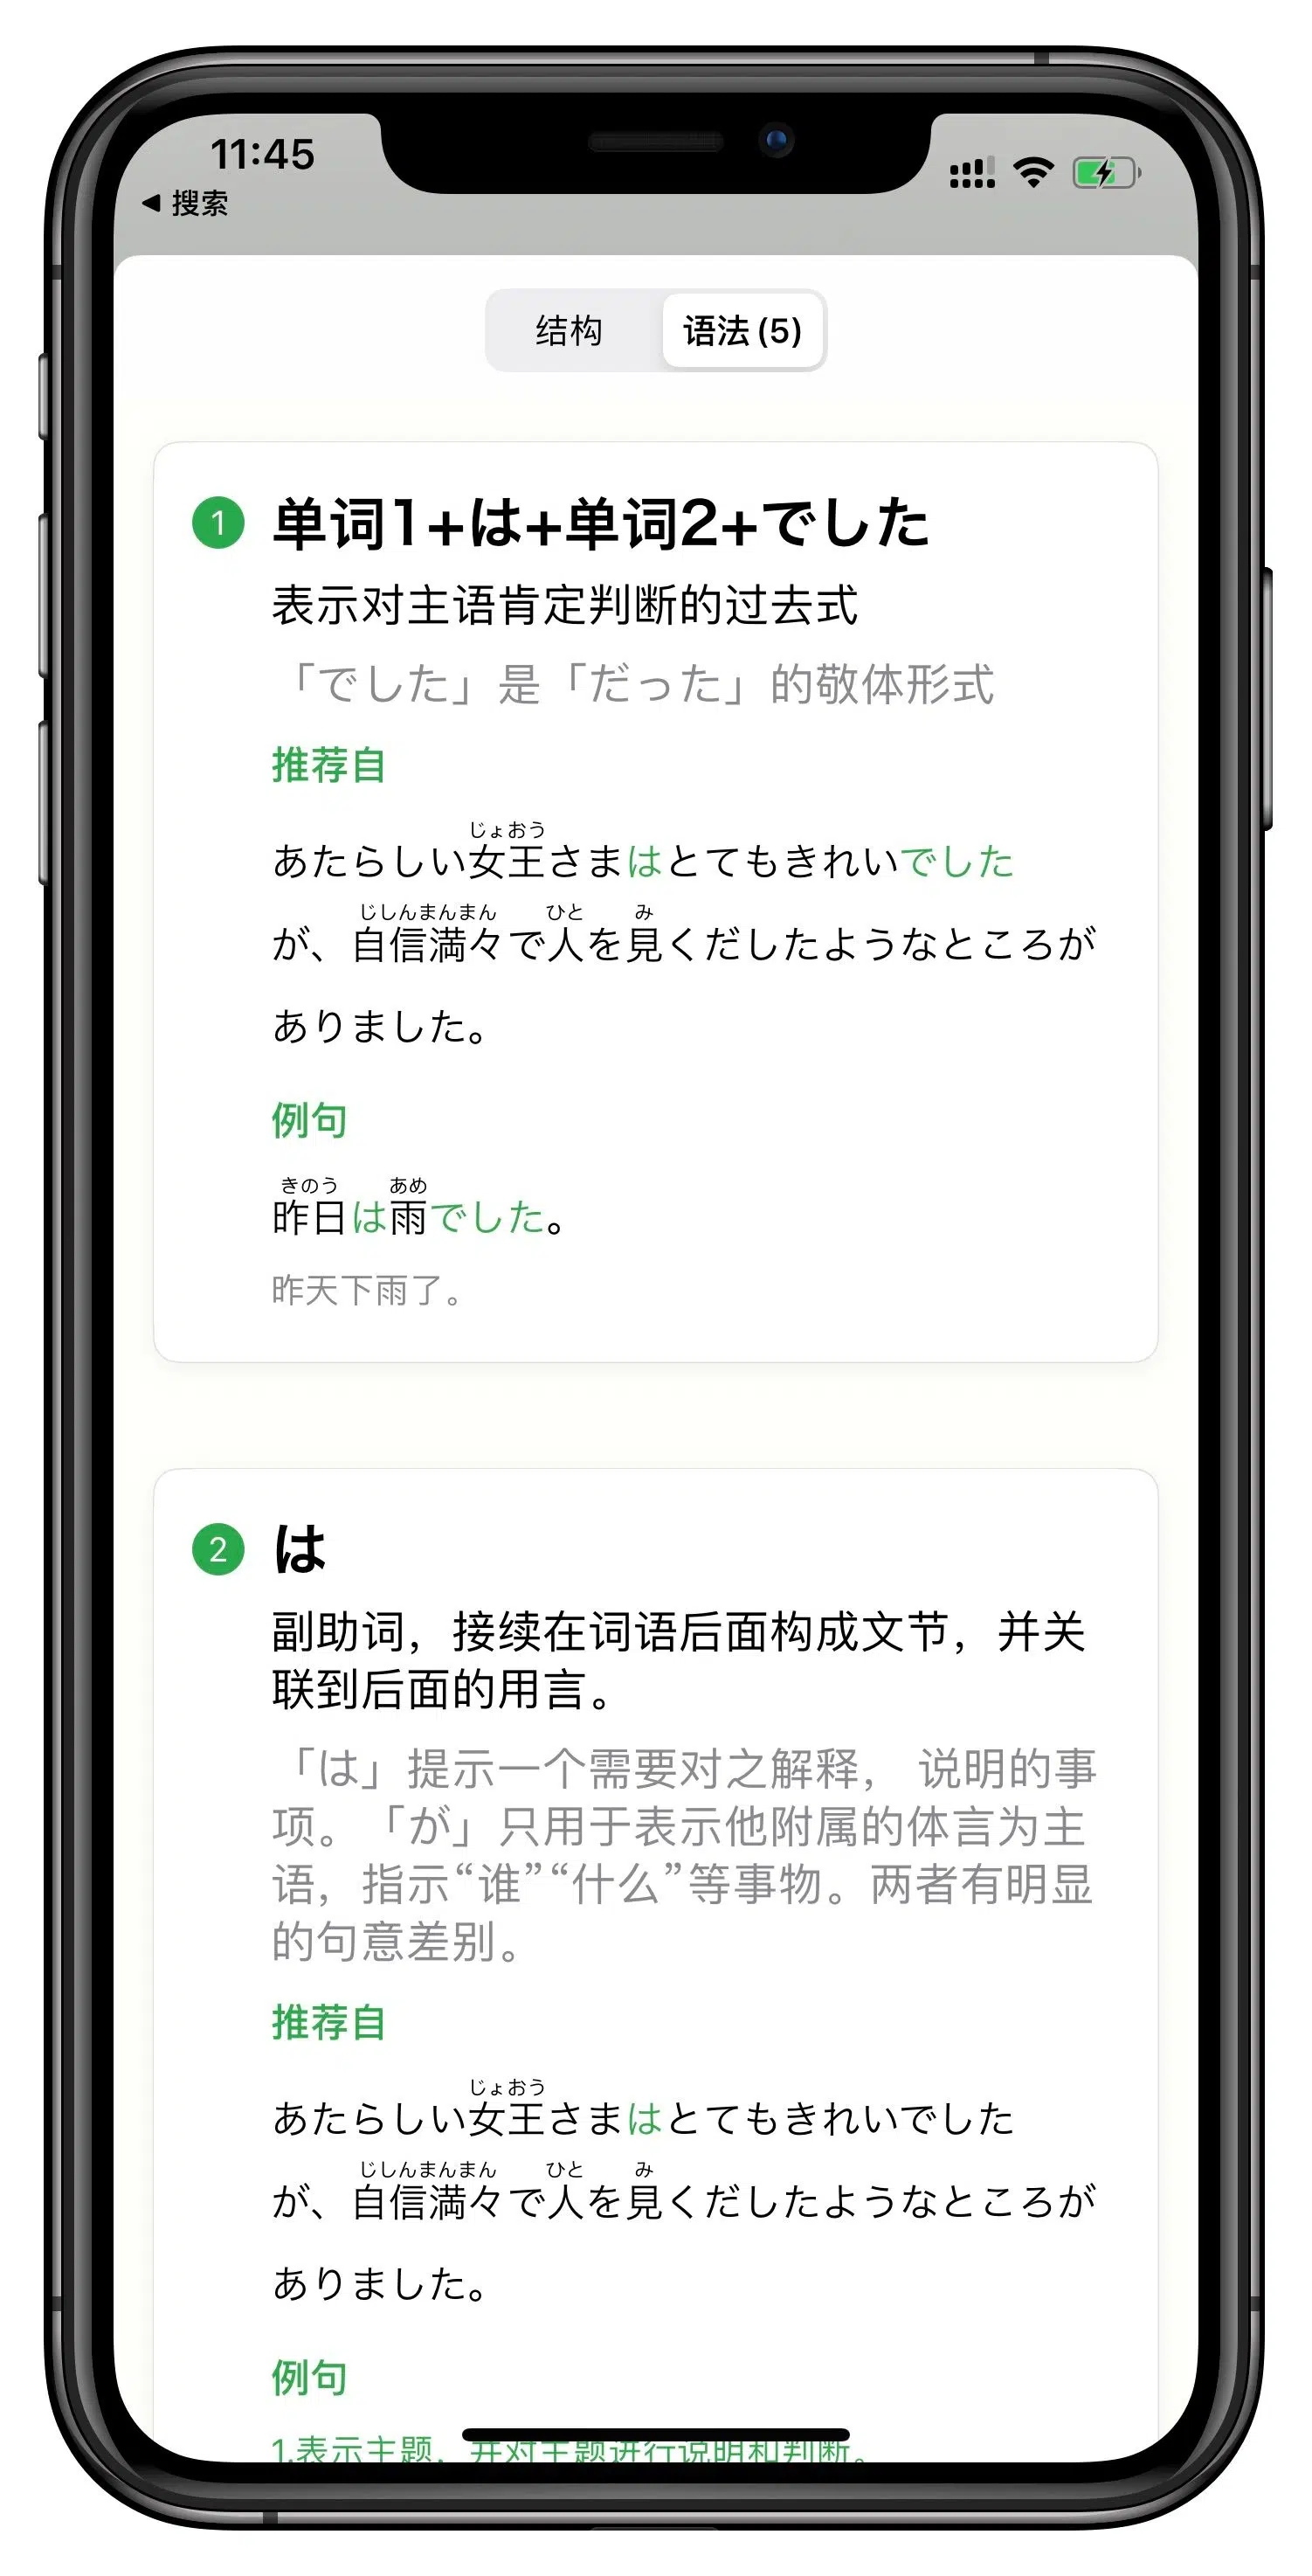 11:45
◀ 搜索
结构
语法 (5)
1 单词1+は+单词2+でした
表示对主语肯定判断的过去式
「でした」是「だった」的敬体形式
推荐自
じょおう
あたらしい女王さまはとてもきれいでした
じしんまんまん ひと み
が、自信満々で人を見くだしたようなところが
ありました。
例句
きのう あめ
昨日は雨でした。
昨天下雨了。
2 は
副助词，接续在词语后面构成文节，并关
联到后面的用言。
「は」提示一个需要对之解释， 说明的事
项。「が」只用于表示他附属的体言为主
语，指示“谁”“什么”等事物。两者有明显
的句意差别。
推荐自
じょおう
あたらしい女王さまはとてもきれいでした
じしんまんまん ひと み
が、自信満々で人を見くだしたようなところが
ありました。
例句
1.表示主题，并对主题进行说明和判断。